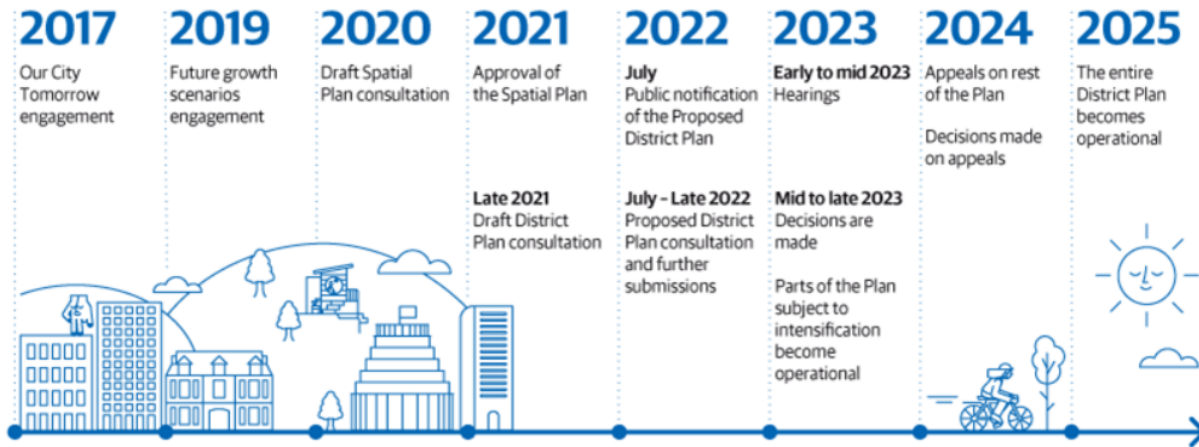 2017
Our City
Tomorrow
engagement
2019
Future growth
scenarios
engagement
2020
Draft Spatial
Plan consultation
2021
Approval of
the Spatial Plan
Late 2021
Draft District
Plan consultation
2022
July
Public notification
of the Proposed
District Plan
July – Late 2022
Proposed District
Plan consultation
and further
submissions
2023
Early to mid 2023
Hearings
Mid to late 2023
Decisions are
made
Parts of the Plan
subject to
intensification
become
operational
2024
Appeals on rest
of the Plan
Decisions made
on appeals
2025
The entire
District Plan
becomes
operational